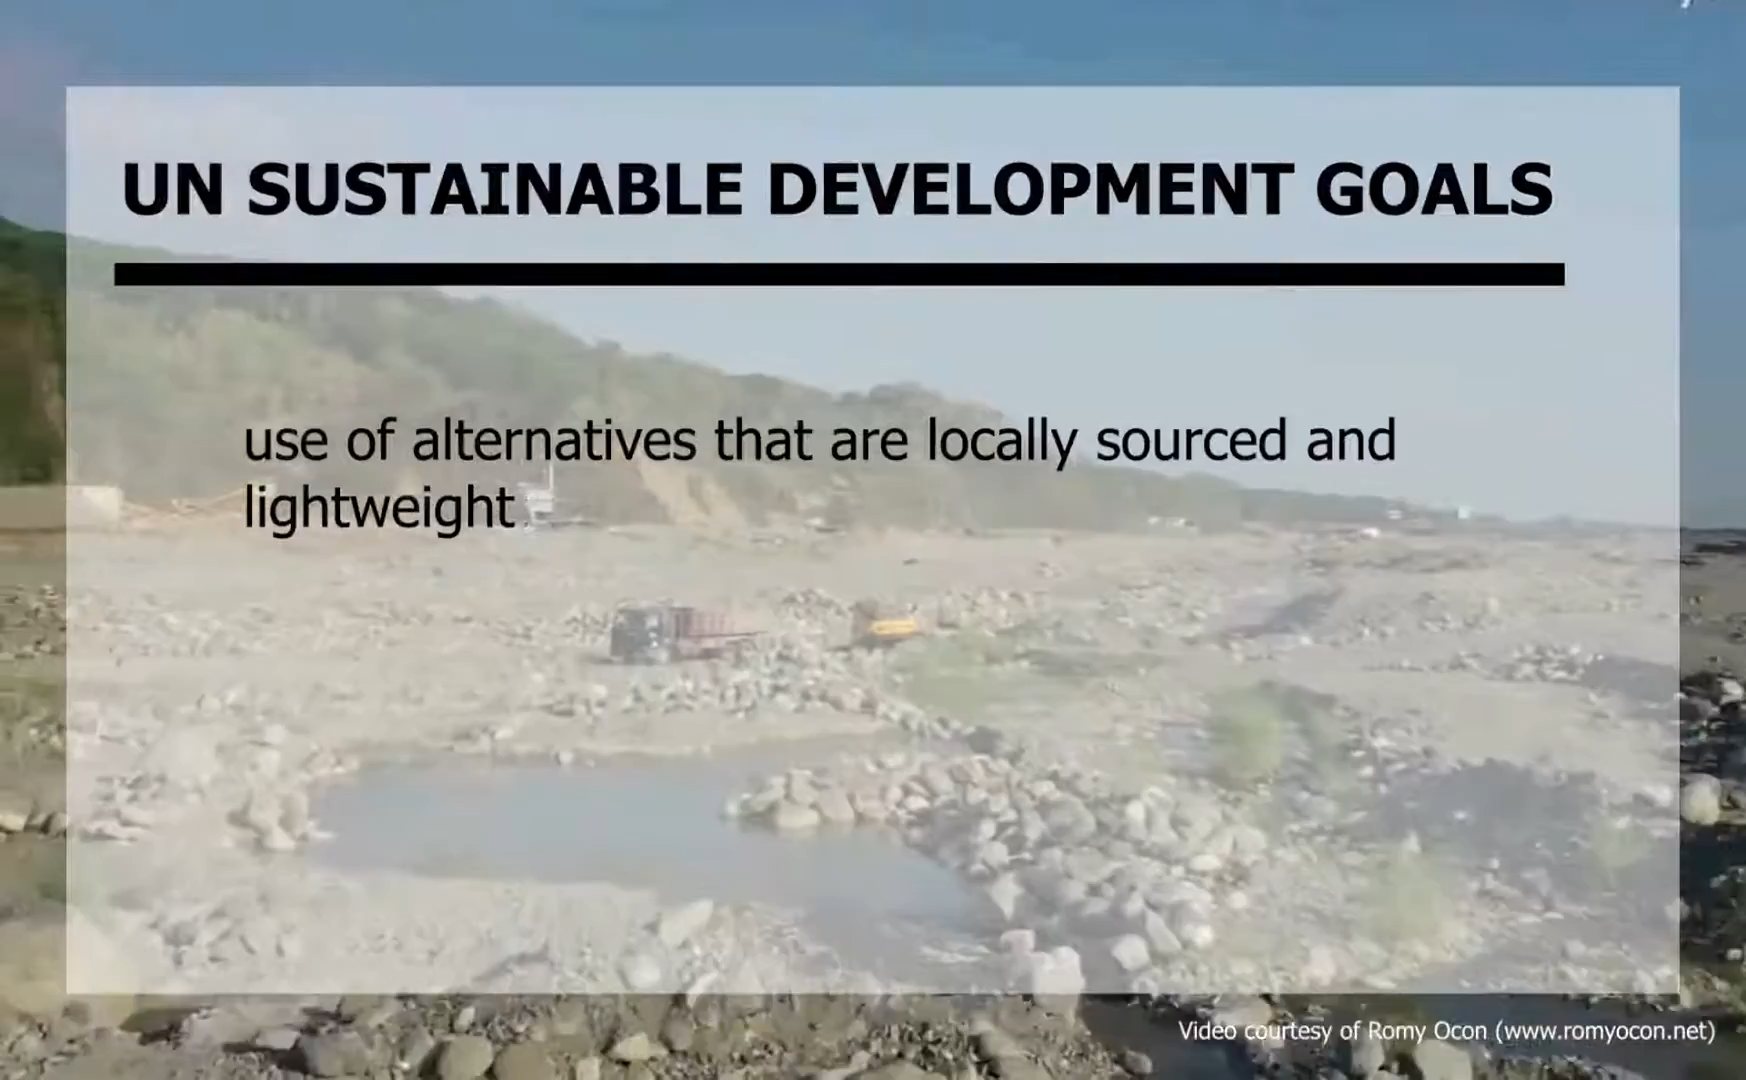 UN SUSTAINABLE DEVELOPMENT GOALS
use of alternatives that are locally sourced and
lightweight
Video courtesy of Romy Ocon (www.romyocon.net)